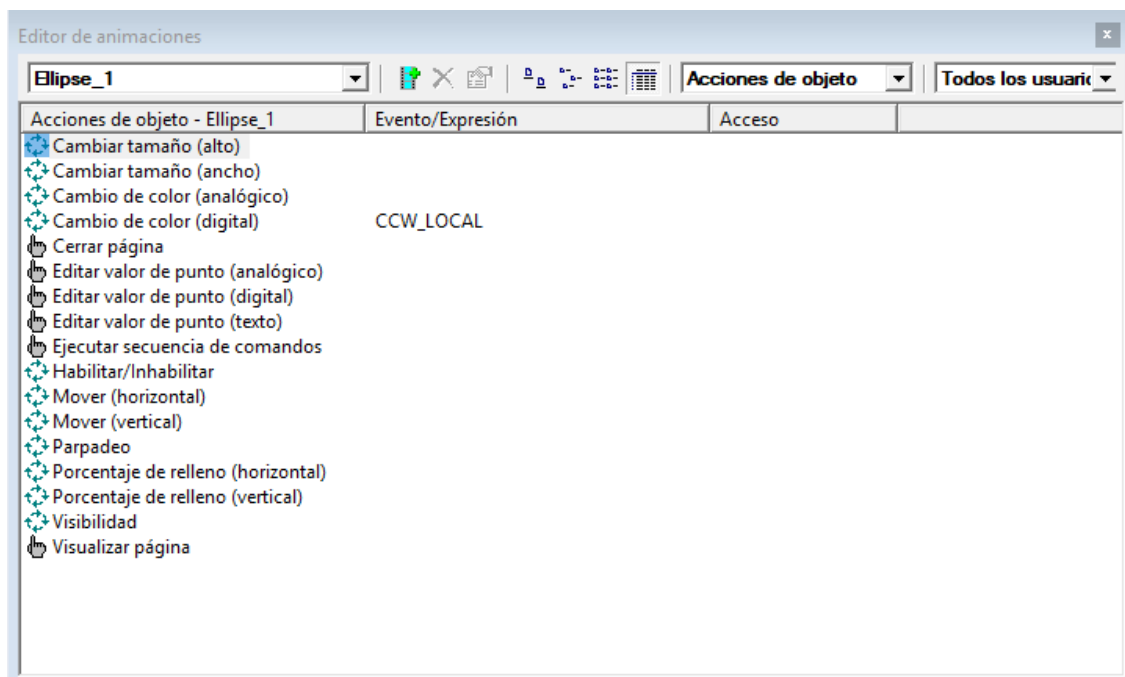 Editor de animaciones
x
Ellipse_1 Acciones de objeto Todos los usuaric
Acciones de objeto - Ellipse_1 Evento/Expresión Acceso
Cambiar tamaño (alto)
Cambiar tamaño (ancho)
Cambio de color (analógico)
Cambio de color (digital) CCW_LOCAL
Cerrar página
Editar valor de punto (analógico)
Editar valor de punto (digital)
Editar valor de punto (texto)
Ejecutar secuencia de comandos
Habilitar/Inhabilitar
Mover (horizontal)
Mover (vertical)
Parpadeo
Porcentaje de relleno (horizontal)
Porcentaje de relleno (vertical)
Visibilidad
Visualizar página